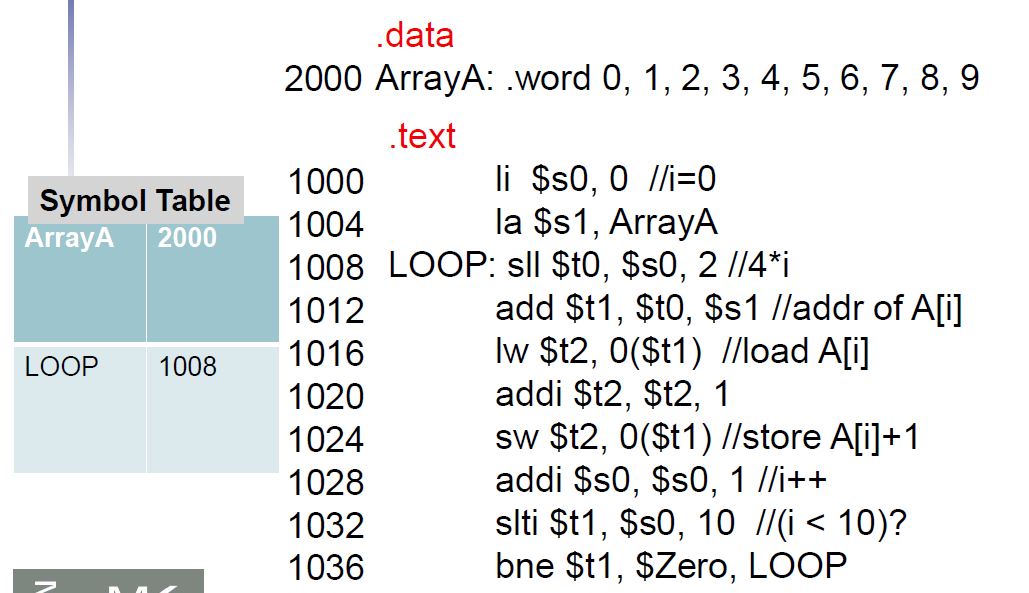 .data
2000 ArrayA: .word 0, 1, 2, 3, 4, 5, 6, 7, 8, 9
.text
1000 li $s0, 0 //i=0
1004 la $s1, ArrayA
1008 LOOP: sll $t0, $s0, 2 //4*i
1012 add $t1, $t0, $s1 //addr of A[i]
1016 lw $t2, 0($t1) //load A[i]
1020 addi $t2, $t2, 1
1024 sw $t2, 0($t1) //store A[i]+1
1028 addi $s0, $s0, 1 //i++
1032 slti $t1, $s0, 10 //(i < 10)?
1036 bne $t1, $Zero, LOOP
Symbol Table
ArrayA 2000
LOOP 1008